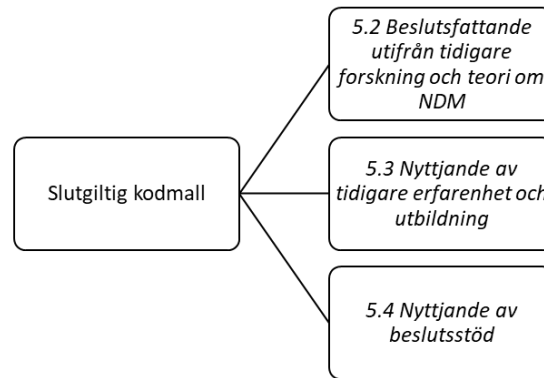 5.2 Beslutsfattande
utifrån tidigare
forskning och teori om
NDM
Slutgiltig kodmall
5.3 Nyttjande av
tidigare erfarenhet och
utbildning
5.4 Nyttjande av
beslutsstöd